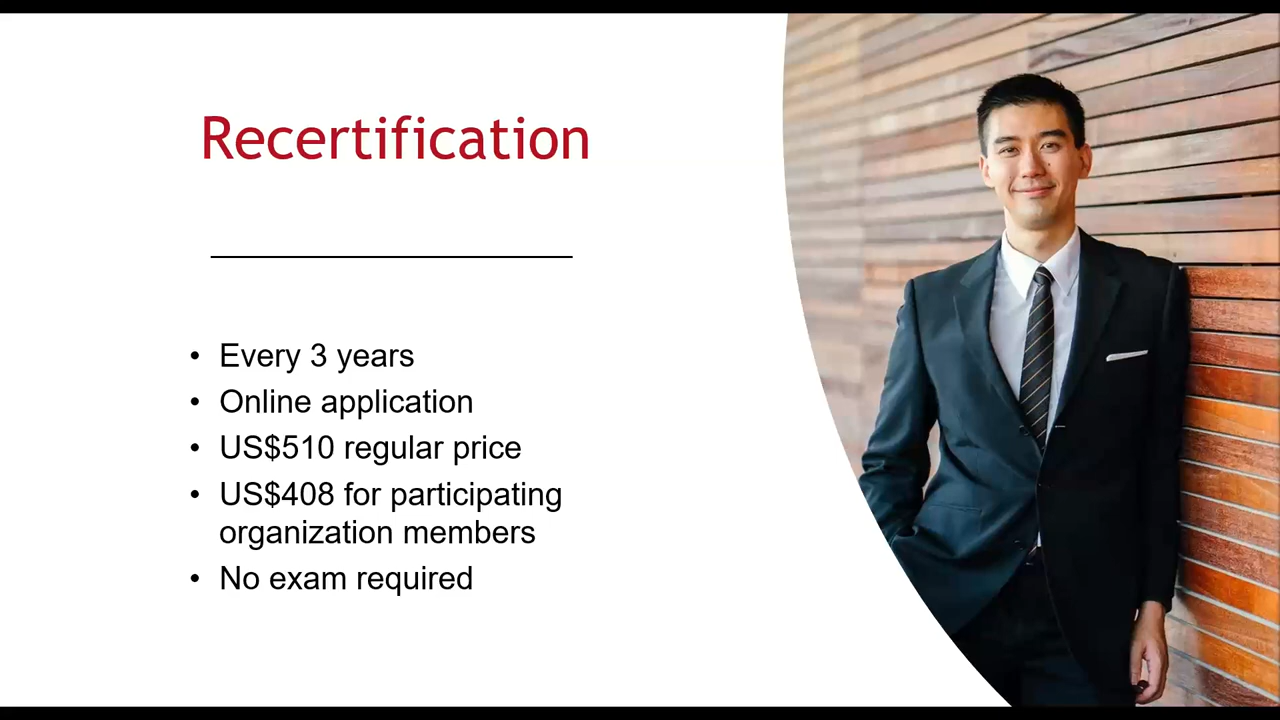 Recertification
• Every 3 years
• Online application
• US$510 regular price
• US$408 for participating
organization members
• No exam required